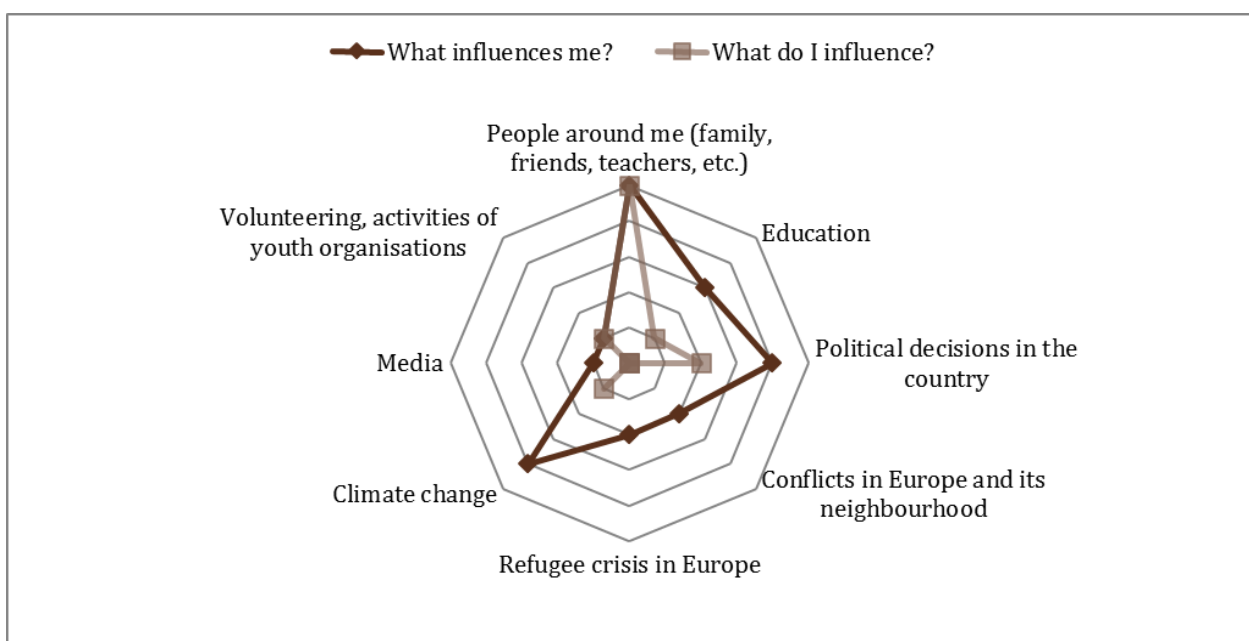 What influences me?
What do I influence?
People around me (family,
friends, teachers, etc.)
Volunteering, activities of
youth organisations
Education
Media
Political decisions in the
country
Climate change
Conflicts in Europe and its
neighbourhood
Refugee crisis in Europe